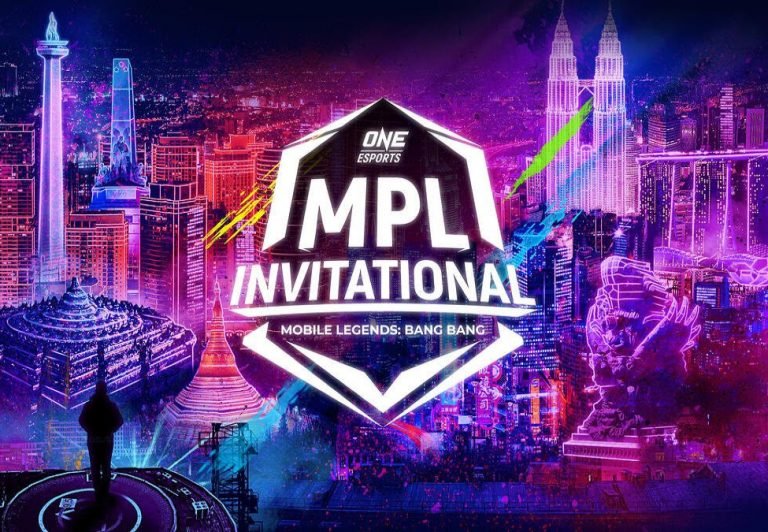 ONE
ESPORTS
MPL
INVITATIONAL
MOBILE LEGENDS: BANG BANG